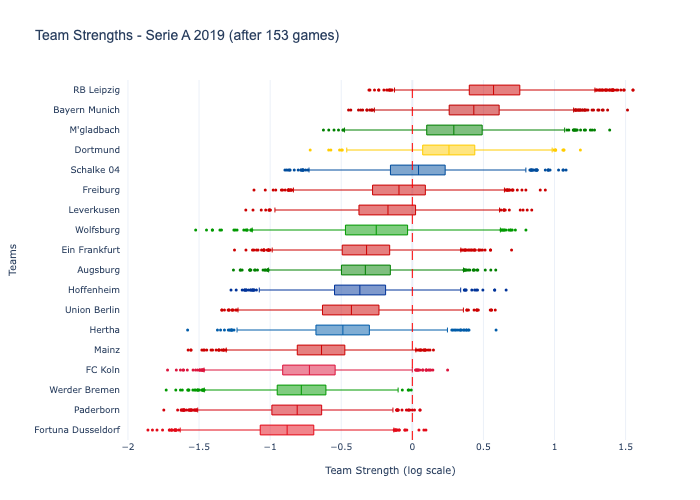 Team Strengths - Serie A 2019 (after 153 games)
RB Leipzig
Bayern Munich
M'gladbach
Dortmund
Schalke 04
Freiburg
Leverkusen
Wolfsburg
Ein Frankfurt
Augsburg
Hoffenheim
Union Berlin
Hertha
Mainz
FC Koln
Werder Bremen
Paderborn
Fortuna Dusseldorf
Teams
−2 −1.5 −1 −0.5 0 0.5 1 1.5
Team Strength (log scale)